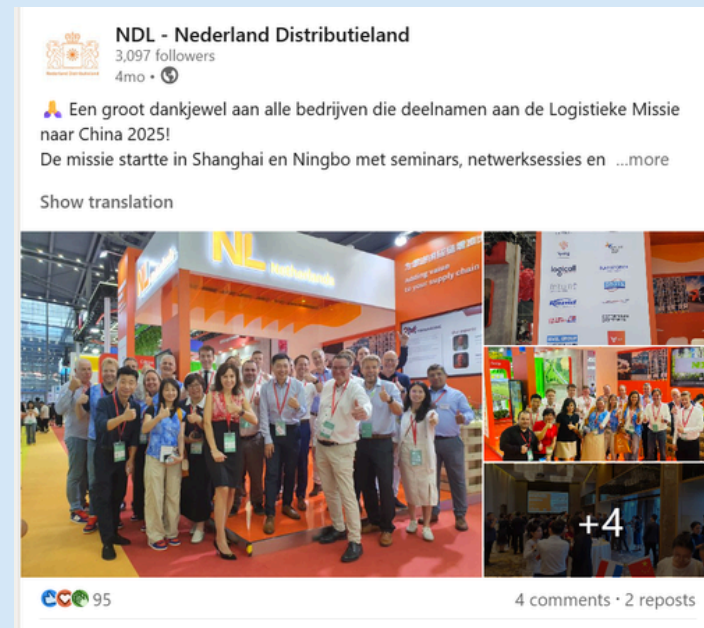 NDL - Nederland Distributieland
3,097 followers
4mo •
Een groot dankjewel aan alle bedrijven die deelnamen aan de Logistieke Missie
naar China 2025!
De missie startte in Shanghai en Ningbo met seminars, netwerksessies en ...more
Show translation
NL
NL Netherlands
Adding value
to your supply chain
logicall
+4
95
4 comments • 2 reposts